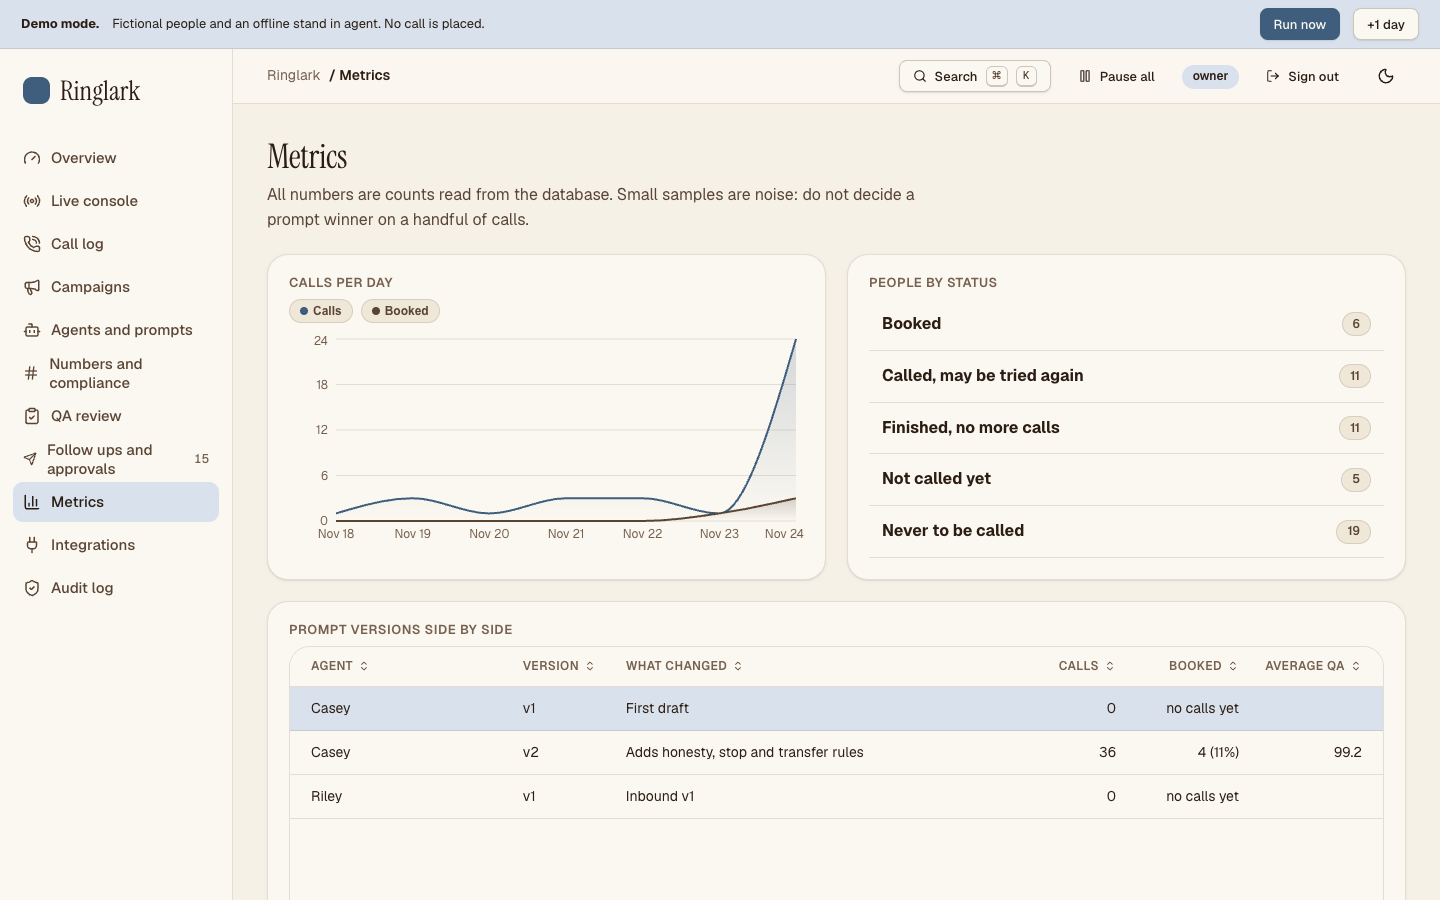 Demo mode. Fictional people and an offline stand in agent. No call is placed.
Run now
+1 day
Ringlark
Overview
Live console
Call log
Campaigns
Agents and prompts
Numbers and
compliance
QA review
Follow ups and
approvals
15
Metrics
Integrations
Audit log
Ringlark / Metrics
Search ⌘ K
Pause all
owner
Sign out
Metrics
All numbers are counts read from the database. Small samples are noise: do not decide a
prompt winner on a handful of calls.
CALLS PER DAY
Calls Booked
24
18
12
6
0
Nov 18 Nov 19 Nov 20 Nov 21 Nov 22 Nov 23 Nov 24
PEOPLE BY STATUS
Booked 6
Called, may be tried again 11
Finished, no more calls 11
Not called yet 5
Never to be called 19
PROMPT VERSIONS SIDE BY SIDE
AGENT VERSION WHAT CHANGED CALLS BOOKED AVERAGE QA
Casey v1 First draft 0 no calls yet
Casey v2 Adds honesty, stop and transfer rules 36 4 (11%) 99.2
Riley v1 Inbound v1 0 no calls yet